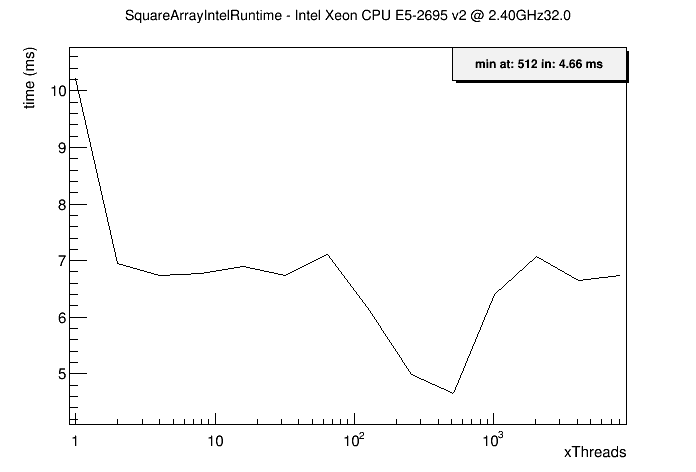 SquareArrayIntelRuntime - Intel Xeon CPU E5-2695 v2 @ 2.40GHz32.0
time (ms)
min at: 512 in: 4.66 ms
10
9
8
7
6
5
1 10 10² 10³
xThreads